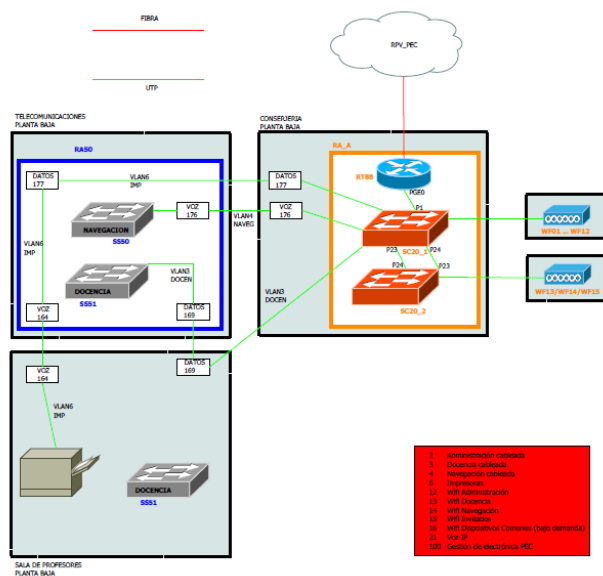 FIBRA
UTP
RPV_PEC
TELECOMUNICACIONES
PLANTA BAJA
CONSERJERIA
PLANTA BAJA
RA50
RA_A
DATOS
177
VLAN6
IMP
DATOS
177
RT88
PGE0
P1
VOZ
176
VLAN4
NAVEG
VOZ
176
NAVEGACION
SS50
VLAN6
IMP
SC20_1
WF01 ... WF12
P23
P24
P24
P23
VLAN3
DOCEN
DOCENCIA
SS51
VLAN3
DOCEN
SC20_2
WF13/WF14/WF15
VOZ
164
DATOS
169
VOZ
164
DATOS
169
VLAN6
IMP
DOCENCIA
SS51
2 Administración cableada
3 Docencia cableada
4 Navegación cableada
6 Impresoras
12 Wifi Administración
13 Wifi Docencia
14 Wifi Navegación
15 Wifi Invitados
16 Wifi Dispositivos Comunes (bajo demanda)
21 Voz IP
120 Gestión de electrónica PEC
SALA DE PROFESORES
PLANTA BAJA